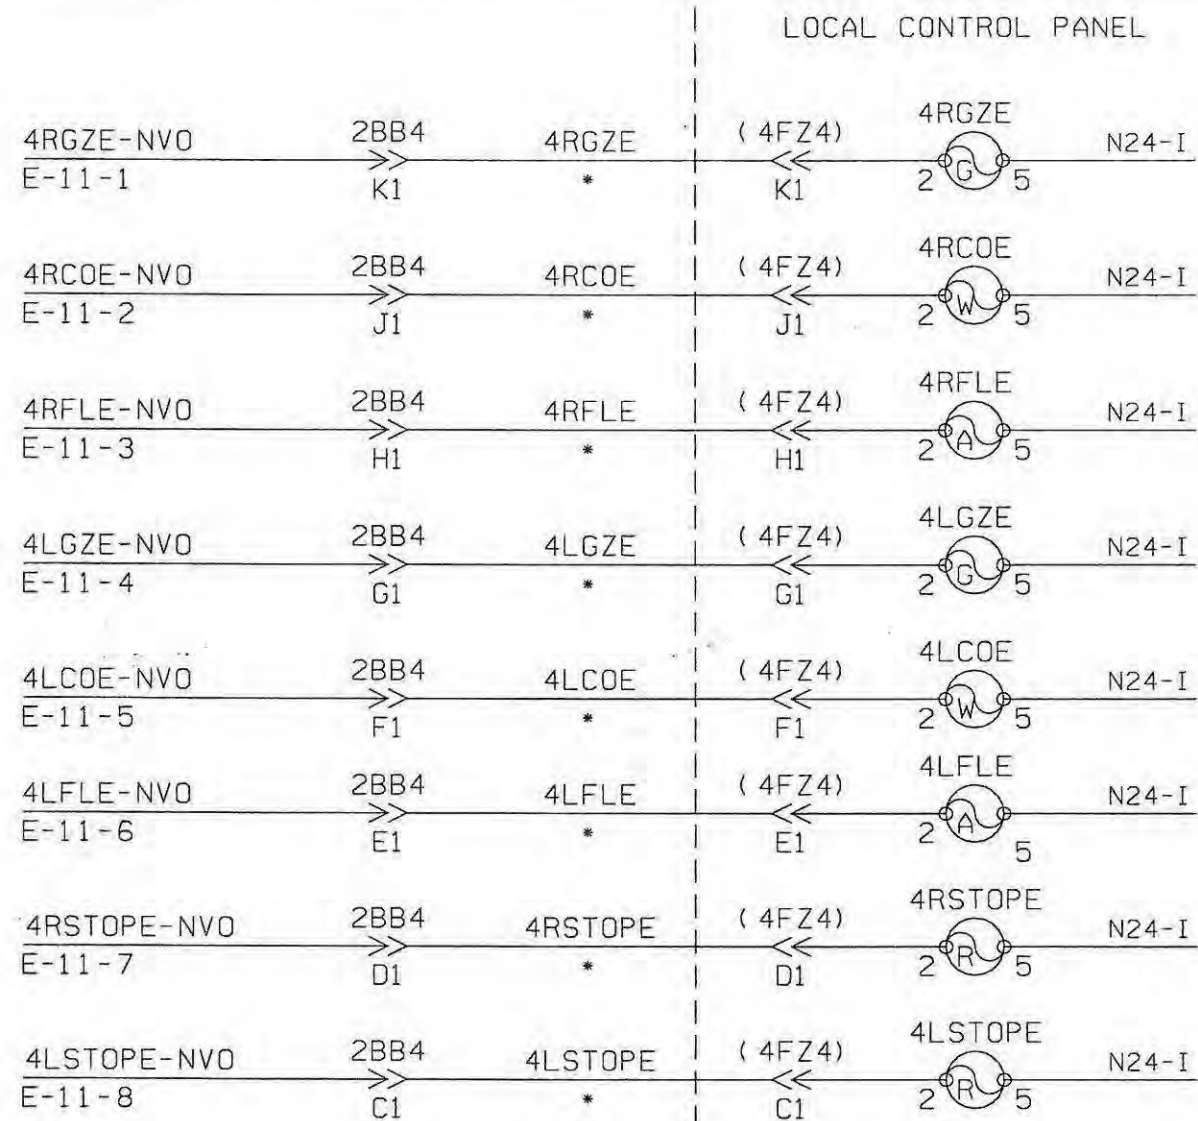 LOCAL CONTROL PANEL
4RGZE-NVO 2BB4 4RGZE (4FZ4) 4RGZE N24-I
E-11-1 K1 * K1 2 G 5
4RCOE-NVO 2BB4 4RCOE (4FZ4) 4RCOE N24-I
E-11-2 J1 * J1 2 W 5
4RFLE-NVO 2BB4 4RFLE (4FZ4) 4RFLE N24-I
E-11-3 H1 * H1 2 A 5
4LGZE-NVO 2BB4 4LGZE (4FZ4) 4LGZE N24-I
E-11-4 G1 * G1 2 G 5
4LCOE-NVO 2BB4 4LCOE (4FZ4) 4LCOE N24-I
E-11-5 F1 * F1 2 W 5
4LFLE-NVO 2BB4 4LFLE (4FZ4) 4LFLE N24-I
E-11-6 E1 * E1 2 A 5
4RSTOPE-NVO 2BB4 4RSTOPE (4FZ4) 4RSTOPE N24-I
E-11-7 D1 * D1 2 R 5
4LSTOPE-NVO 2BB4 4LSTOPE (4FZ4) 4LSTOPE N24-I
E-11-8 C1 * C1 2 R 5